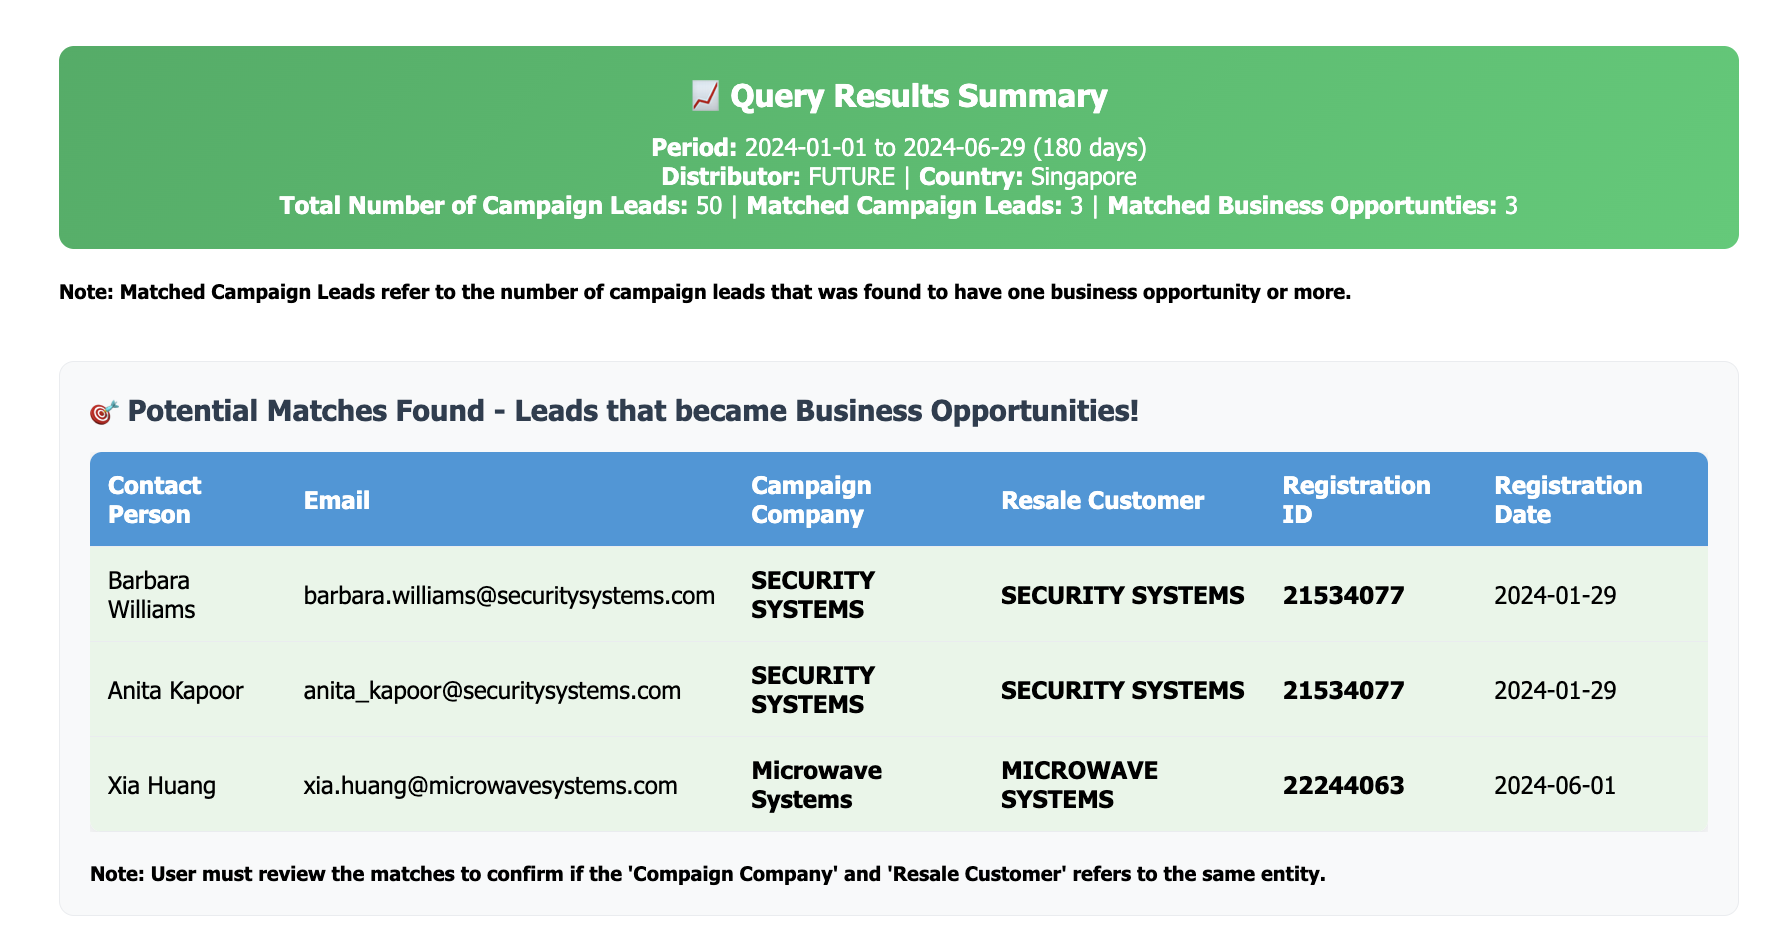 📈 Query Results Summary
Period: 2024-01-01 to 2024-06-29 (180 days)
Distributor: FUTURE | Country: Singapore
Total Number of Campaign Leads: 50 | Matched Campaign Leads: 3 | Matched Business Opportunties: 3
Note: Matched Campaign Leads refer to the number of campaign leads that was found to have one business opportunity or more.
🎯 Potential Matches Found - Leads that became Business Opportunities!
Contact
Person
Email
Campaign
Company
Resale Customer
Registration
ID
Registration
Date
Barbara
Williams
barbara.williams@securitysystems.com
SECURITY
SYSTEMS
SECURITY SYSTEMS
21534077
2024-01-29
Anita Kapoor
anita_kapoor@securitysystems.com
SECURITY
SYSTEMS
SECURITY SYSTEMS
21534077
2024-01-29
Xia Huang
xia.huang@microwavesystems.com
Microwave
Systems
MICROWAVE
SYSTEMS
22244063
2024-06-01
Note: User must review the matches to confirm if the 'Compaign Company' and 'Resale Customer' refers to the same entity.